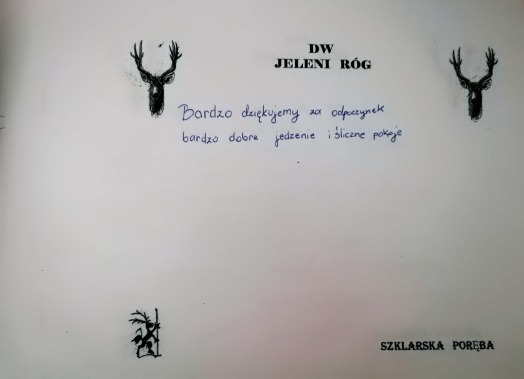 DW
JELENI RÓG
Bardzo dziękujemy za odpoczynek
bardzo dobre jedzenie i śliczne pokoje
SZKLARSKA PORĘBA